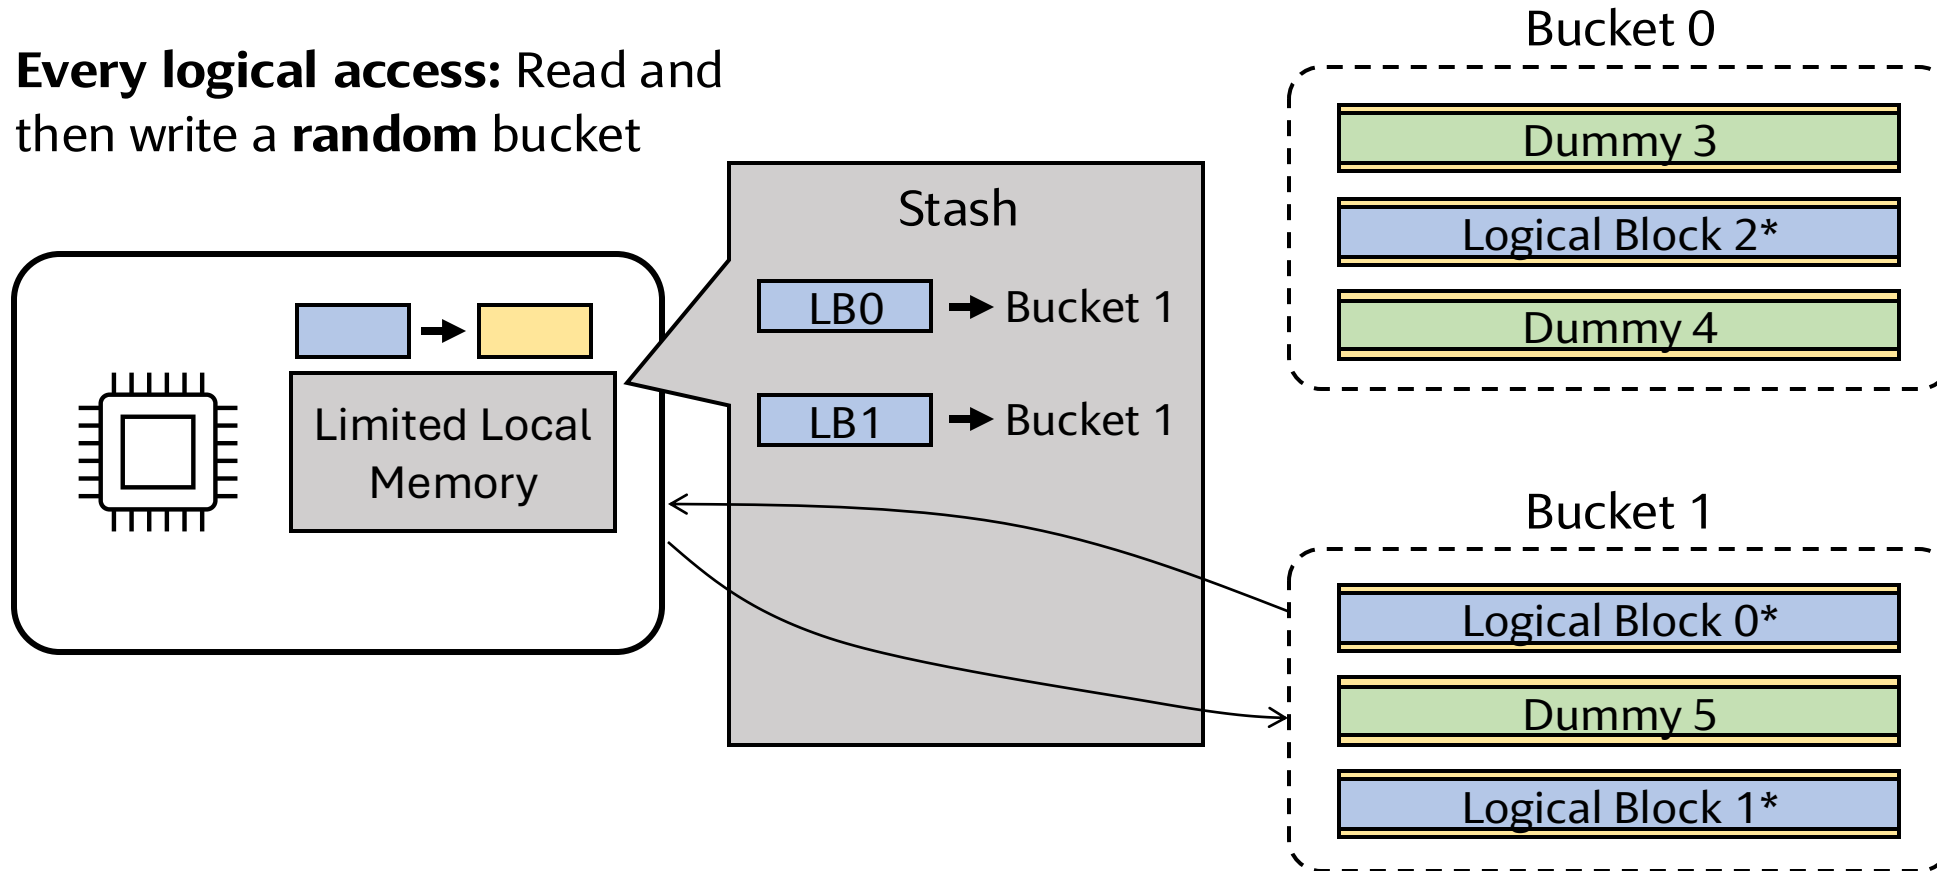 Every logical access: Read and
then write a random bucket
Limited Local
Memory
Stash
LB0 Bucket 1
LB1 Bucket 1
Bucket 0
Dummy 3
Logical Block 2*
Dummy 4
Bucket 1
Logical Block 0*
Dummy 5
Logical Block 1*